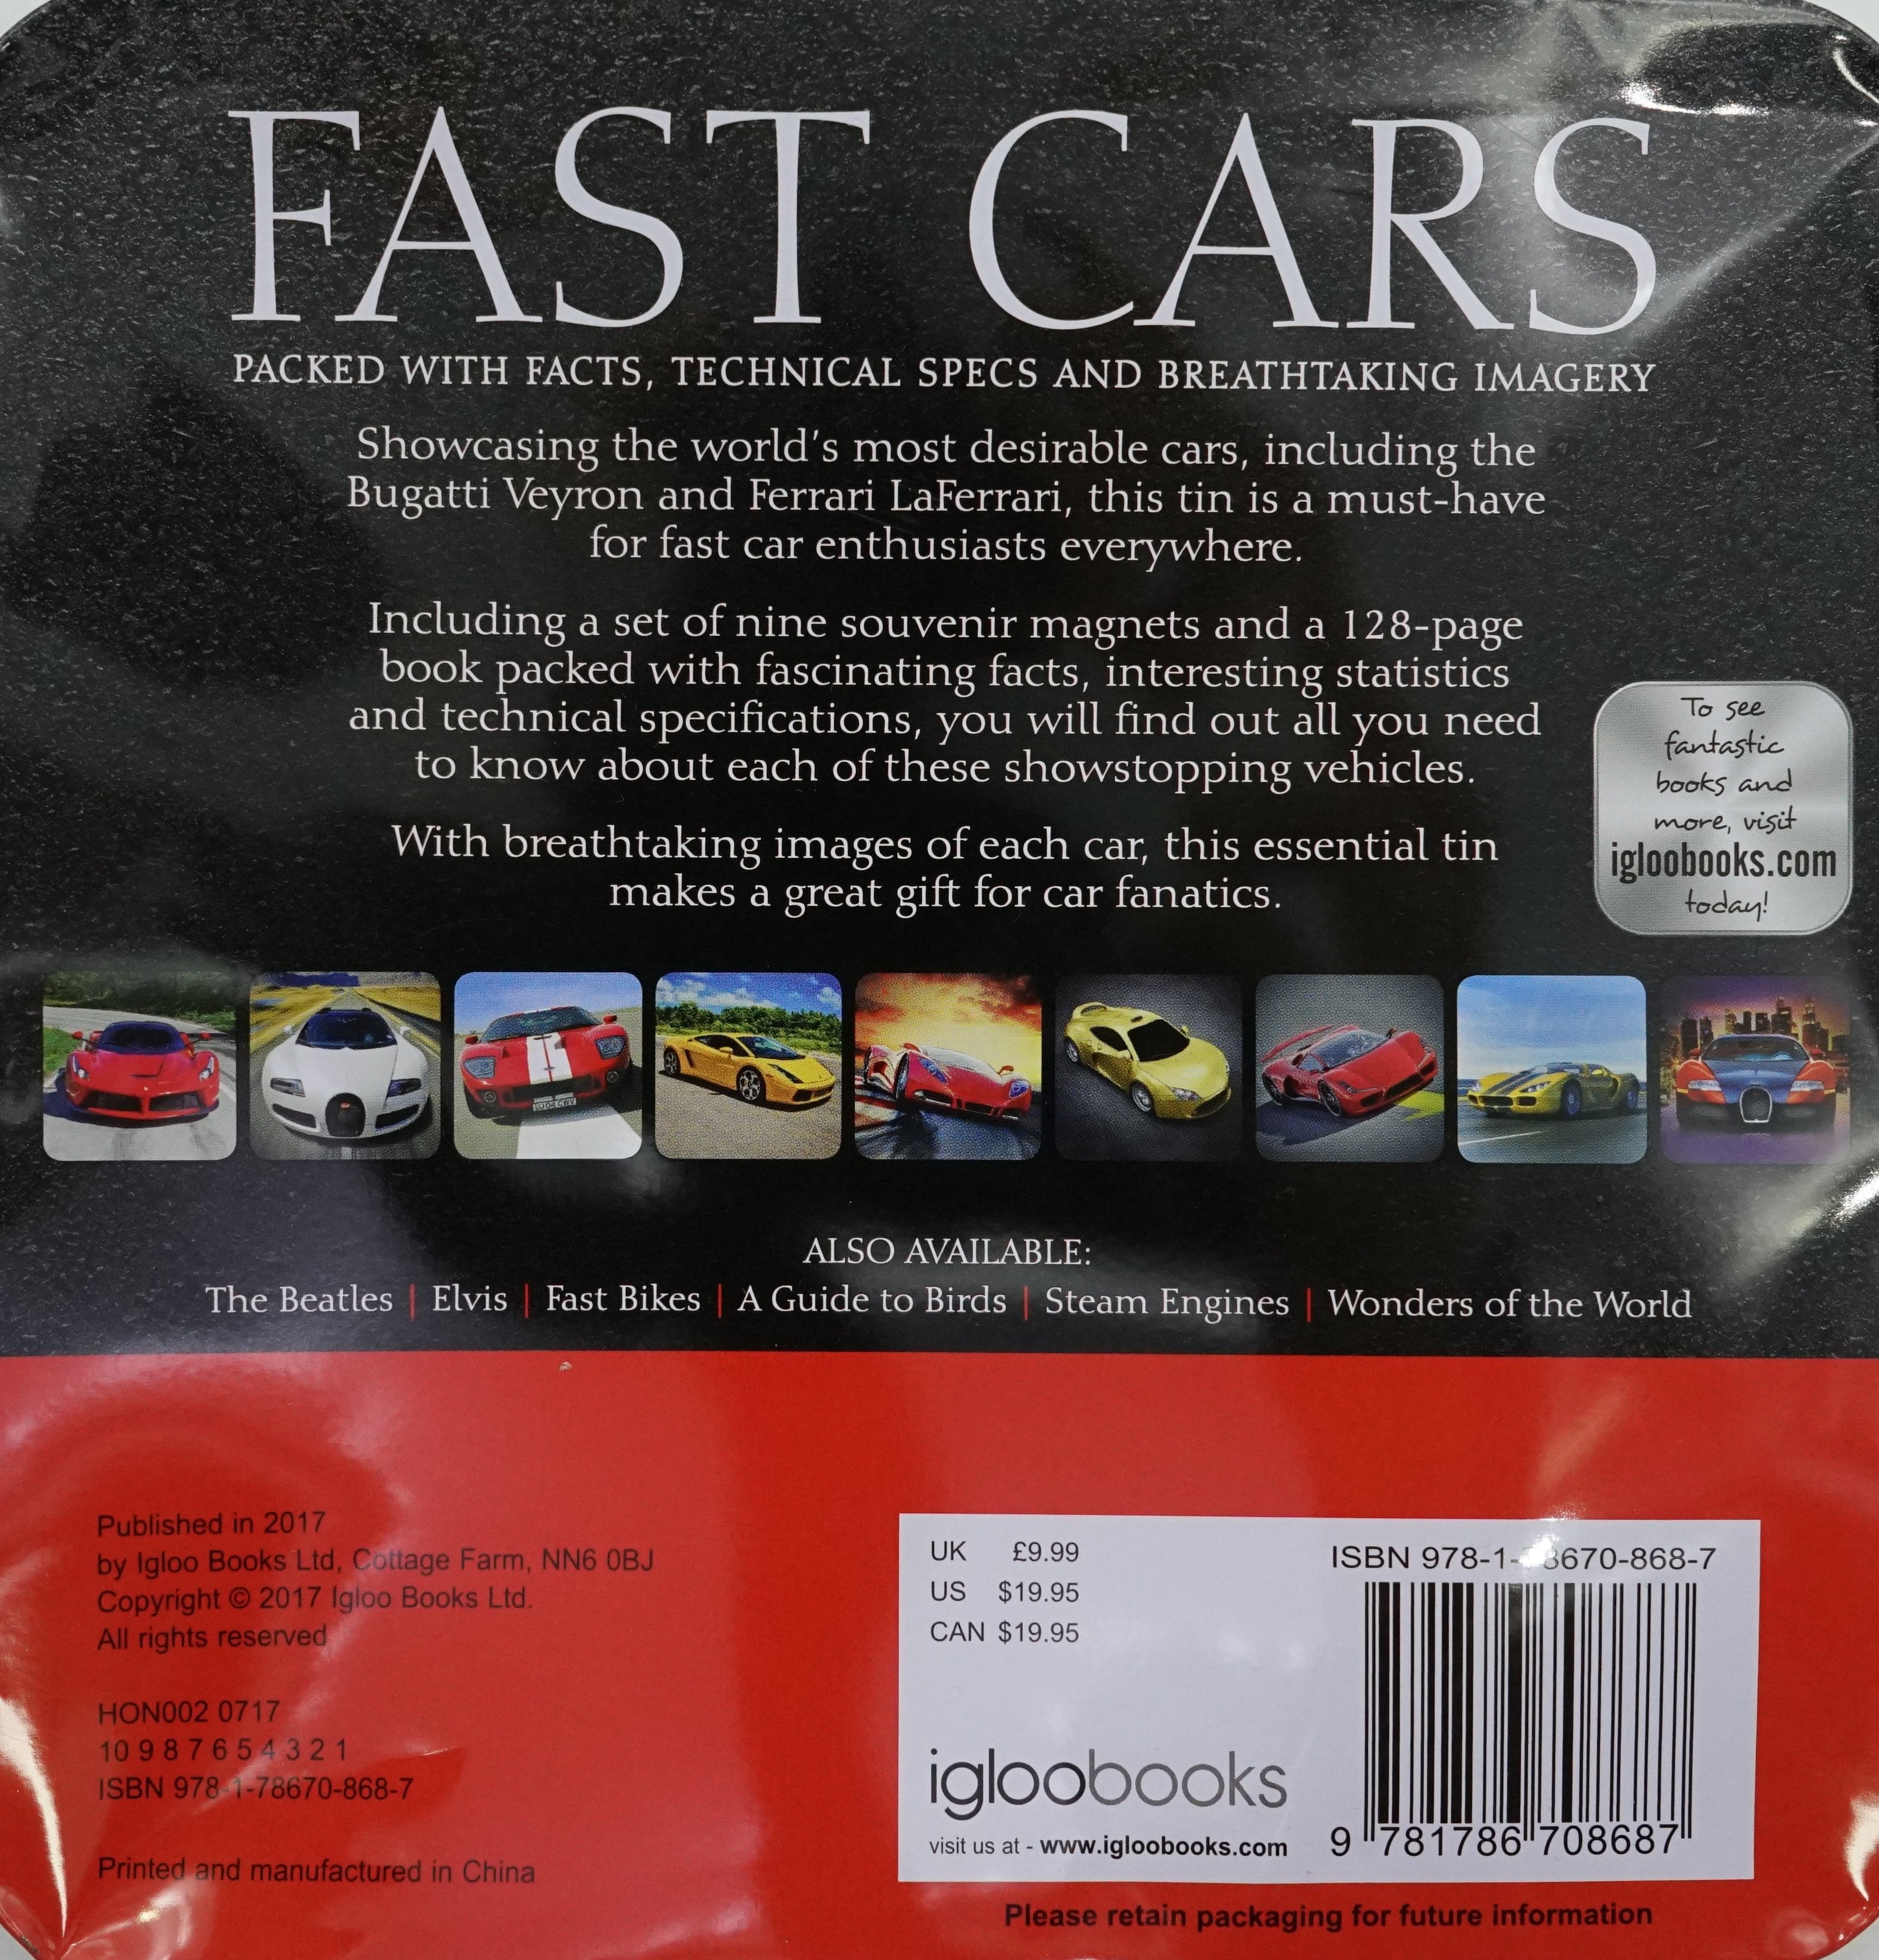 FAST CARS
PACKED WITH FACTS, TECHNICAL SPECS AND BREATHTAKING IMAGERY
Showcasing the world's most desirable cars, including the
Bugatti Veyron and Ferrari LaFerrari, this tin is a must-have
for fast car enthusiasts everywhere.
Including a set of nine souvenir magnets and a 128-page
book packed with fascinating facts, interesting statistics
and technical specifications, you will find out all you need
to know about each of these showstopping vehicles.
With breathtaking images of each car, this essential tin
makes a great gift for car fanatics.
To see
fantastic
books and
more, visit
igloobooks.com
today!
ALSO AVAILABLE:
The Beatles | Elvis | Fast Bikes | A Guide to Birds | Steam Engines | Wonders of the World
Published in 2017
by Igloo Books Ltd, Cottage Farm, NN6 0BJ
Copyright © 2017 Igloo Books Ltd.
All rights reserved
HON002 0717
10 9 8 7 6 5 4 3 2 1
ISBN 978-1-78670-868-7
Printed and manufactured in China
UK £9.99
US $19.95
CAN $19.95
igloobooks
visit us at - www.igloobooks.com
ISBN 978-1-78670-868-7
9 781786 708687
Please retain packaging for future information